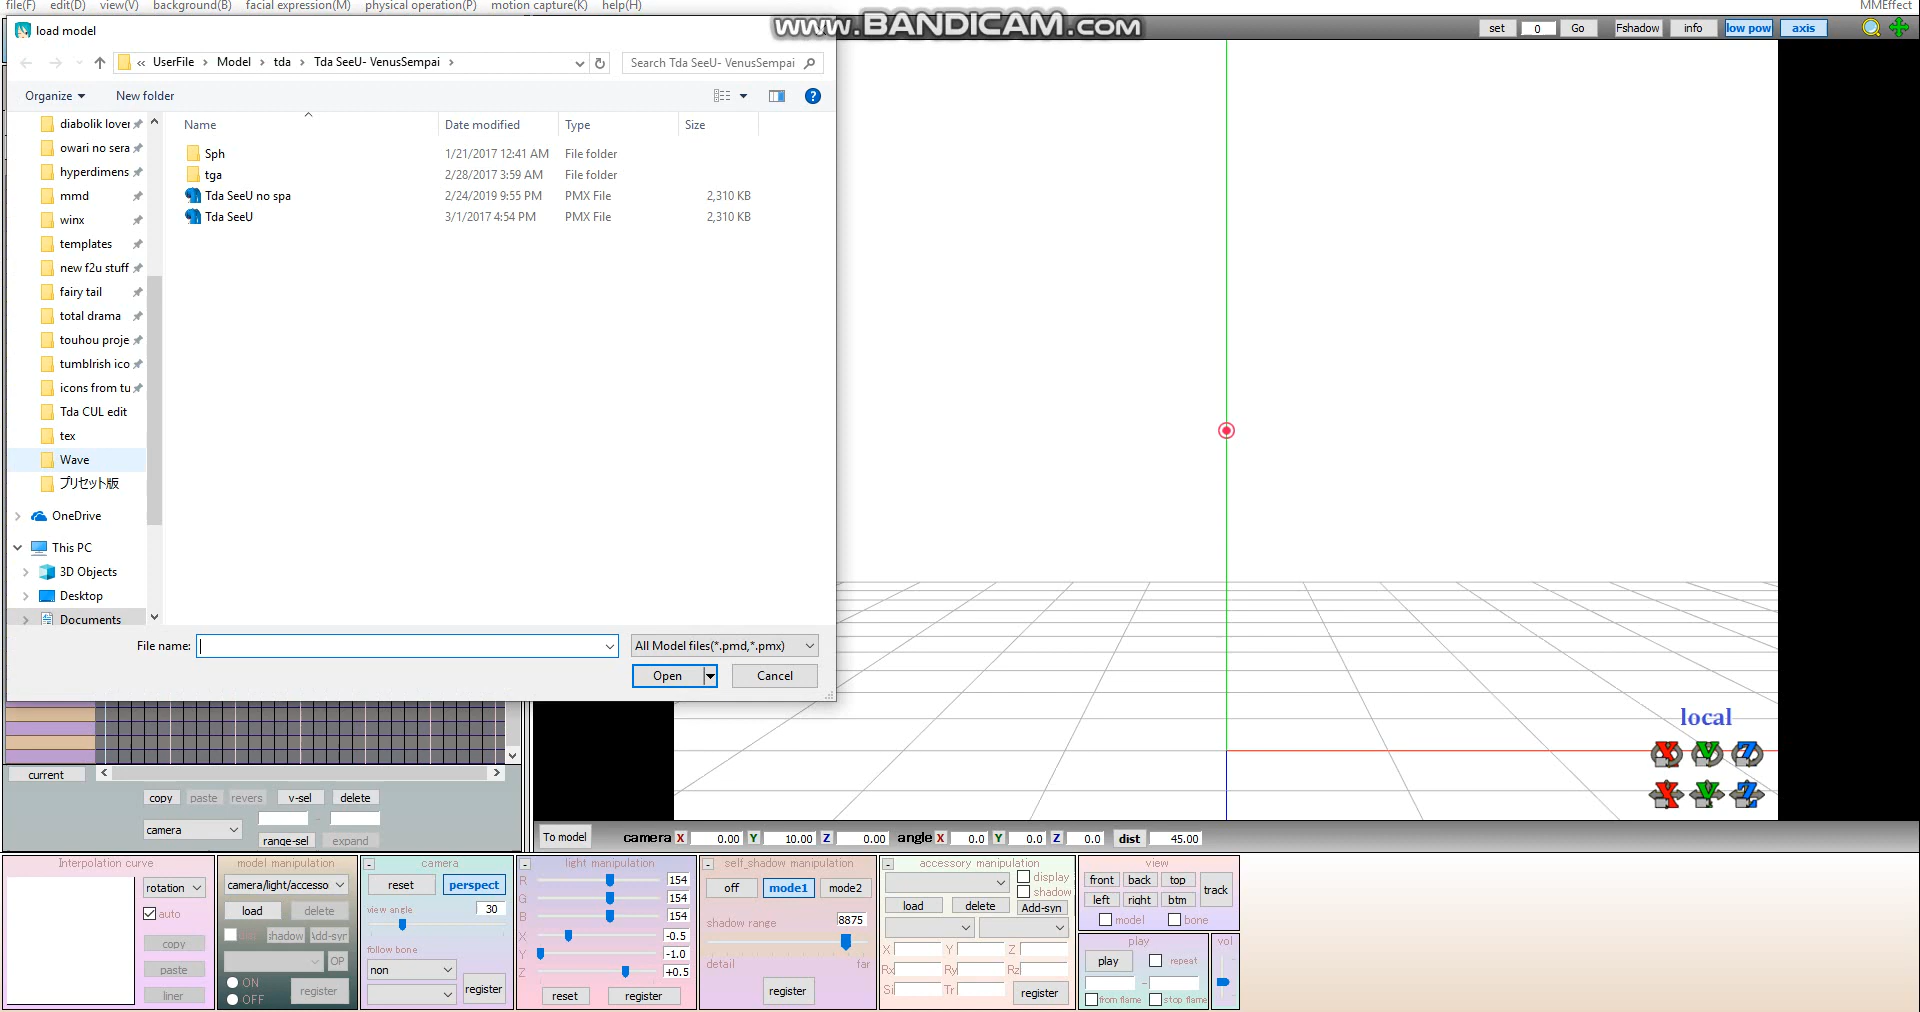 file(F) edit(D) view(V) background(B) facial expression(M) physical operation(P) motion capture(K) help(H) MMEffect
www.BANDICAM.com
load model
set 0 Go Fshadow info low pow axis
« UserFile › Model › tda › Tda SeeU- VenusSempai ›
Search Tda SeeU- VenusSempai
Organize New folder
Name Date modified Type Size
diabolik lover
owari no sera
hyperdimens
mmd
winx
templates
new f2u stuff
fairy tail
total drama
touhou proje
tumblrish ico
icons from tu
Tda CUL edit
tex
Wave
プリセット版
OneDrive
This PC
3D Objects
Desktop
Documents
Sph 1/21/2017 12:41 AM File folder
tga 2/28/2017 3:59 AM File folder
Tda SeeU no spa 2/24/2019 9:55 PM PMX File 2,310 KB
Tda SeeU 3/1/2017 4:54 PM PMX File 2,310 KB
File name: All Model files(*.pmd,*.pmx)
Open Cancel
local
X Y Z
X Y Z
current
copy paste revers v-sel delete
camera -
range-sel expand
To model camera X 0.00 Y 10.00 Z 0.00 angle X 0.0 Y 0.0 Z 0.0 dist 45.00
Interpolation curve
rotation
auto
copy
paste
liner
model manipulation
camera/light/accesso
load delete
shadow Add-syn
OP
ON
OFF
register
- camera
reset perspect
view angle 30
follow bone
non
register
- light manipulation
R 154
G 154
B 154
X -0.5
Y -1.0
Z +0.5
reset register
- self_shadow manipulation
off mode1 mode2
shadow range 8875
detail far
register
- accessory manipulation
display
shadow
load delete Add-syn
X Y Z
Rx Ry Rz
Si Tr register
view
front back top
left right btm
track
model bone
play
play repeat
-
from flame stop flame
vol